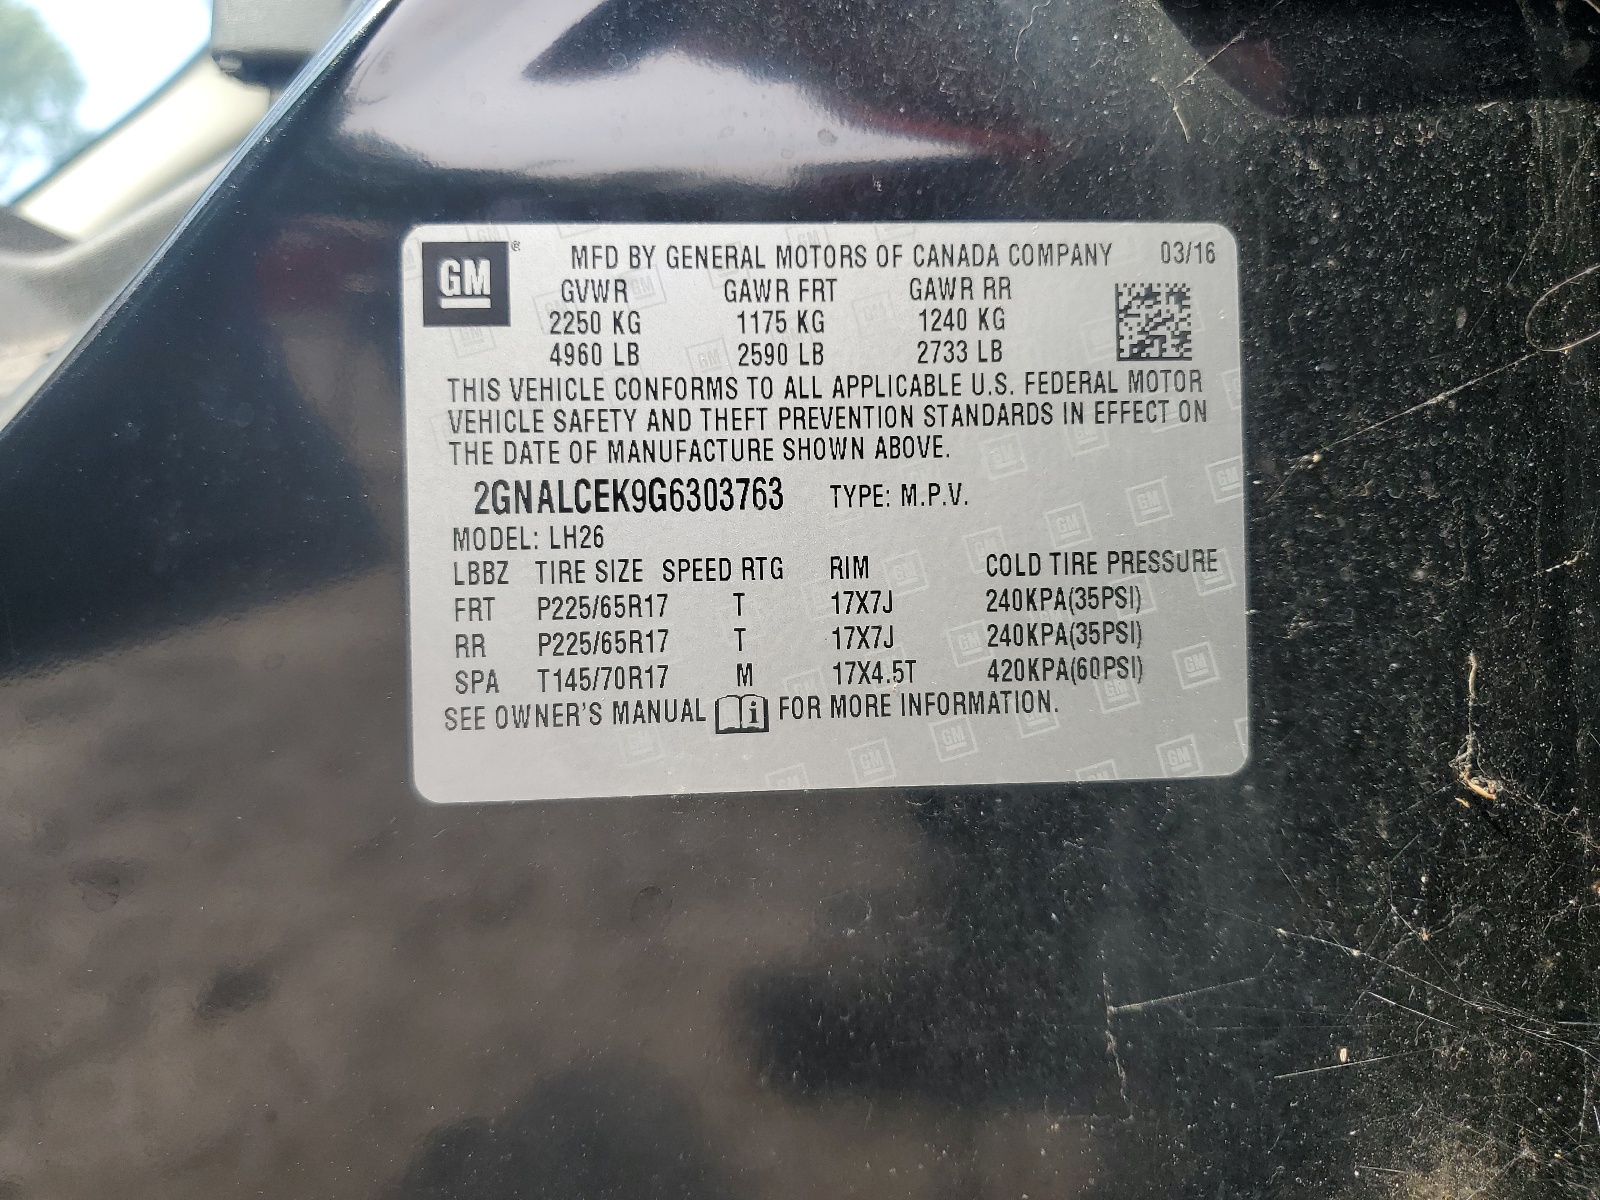 GM ® MFD BY GENERAL MOTORS OF CANADA COMPANY 03/16
GVWR GAWR FRT GAWR RR
2250 KG 1175 KG 1240 KG
4960 LB 2590 LB 2733 LB
THIS VEHICLE CONFORMS TO ALL APPLICABLE U.S. FEDERAL MOTOR
VEHICLE SAFETY AND THEFT PREVENTION STANDARDS IN EFFECT ON
THE DATE OF MANUFACTURE SHOWN ABOVE.
2GNALCEK9G6303763 TYPE: M.P.V.
MODEL: LH26
LBBZ TIRE SIZE SPEED RTG RIM COLD TIRE PRESSURE
FRT P225/65R17 T 17X7J 240KPA(35PSI)
RR P225/65R17 T 17X7J 240KPA(35PSI)
SPA T145/70R17 M 17X4.5T 420KPA(60PSI)
SEE OWNER'S MANUAL i FOR MORE INFORMATION.